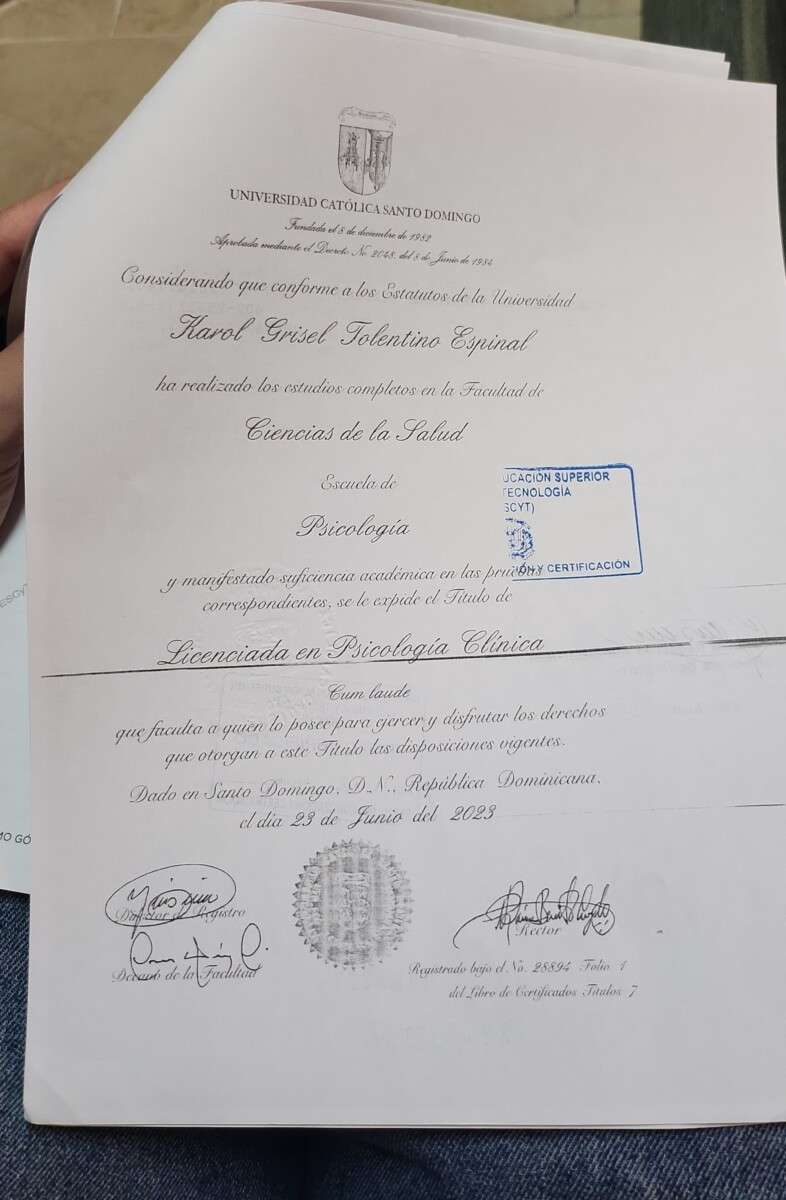 UNIVERSIDAD CATÓLICA SANTO DOMINGO
Fundada el 8 de diciembre de 1982
Aprobada mediante el Decreto No. 2048, del 8 de Junio de 1984
Considerando que conforme a los Estatutos de la Universidad
Karol Grisel Tolentino Espinal
ha realizado los estudios completos en la Facultad de
Ciencias de la Salud
Escuela de
Psicología
UCACIÓN SUPERIOR
TECNOLOGÍA
SCYT)
IÓN Y CERTIFICACIÓN
y manifestado suficiencia académica en las pruebas
correspondientes, se le expide el Título de
Licenciada en Psicología Clínica
Cum laude
que faculta a quien lo posee para ejercer y disfrutar los derechos
que otorgan a este Título las disposiciones vigentes.
Dado en Santo Domingo, D.N., República Dominicana,
el día 23 de Junio del 2023
Director de Registro
Decano de la Facultad
Rector
Registrado bajo el No. 28894 Folio 1
del Libro de Certificados Títulos 7